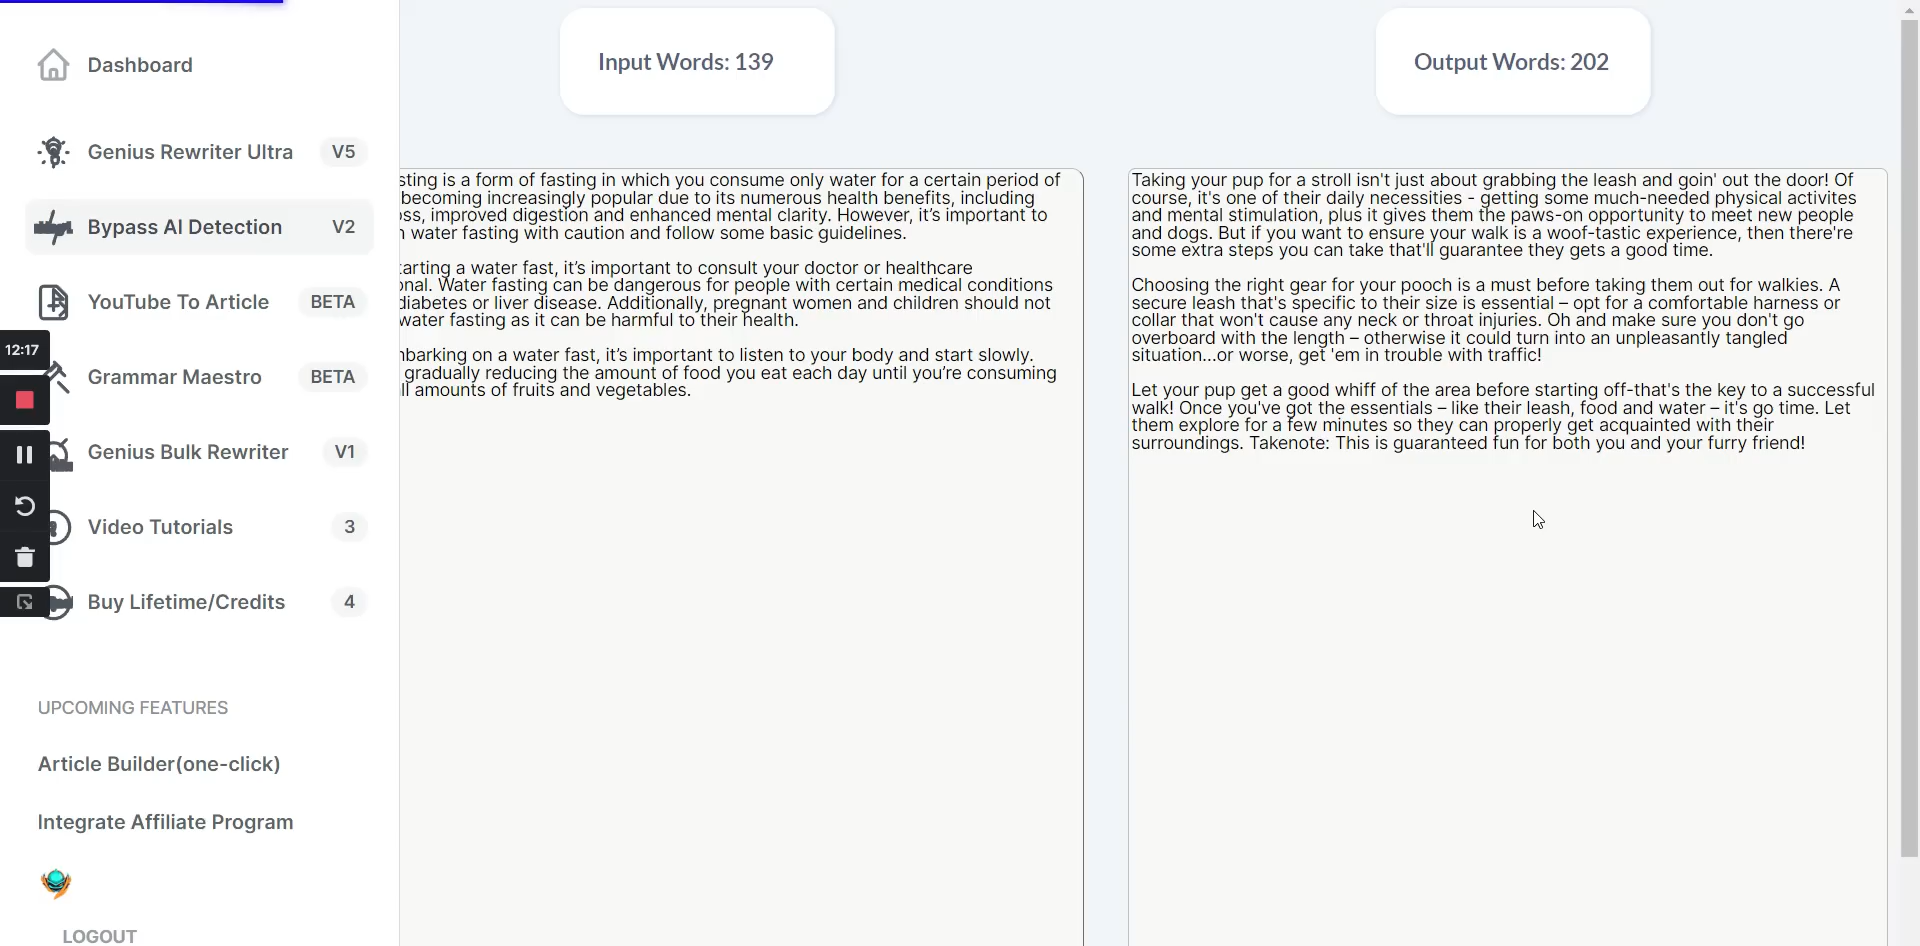 Dashboard
Genius Rewriter Ultra V5
Bypass AI Detection V2
YouTube To Article BETA
12:17
Grammar Maestro BETA
Genius Bulk Rewriter V1
Video Tutorials 3
Buy Lifetime/Credits 4
UPCOMING FEATURES
Article Builder(one-click)
Integrate Affiliate Program
LOGOUT
Input Words: 139
is a form of fasting in which you consume only water for a certain period of
becoming increasingly popular due to its numerous health benefits, including
improved digestion and enhanced mental clarity. However, it’s important to
water fasting with caution and follow some basic guidelines.
a water fast, it’s important to consult your doctor or healthcare
Water fasting can be dangerous for people with certain medical conditions
diabetes or liver disease. Additionally, pregnant women and children should not
water fasting as it can be harmful to their health.
on a water fast, it’s important to listen to your body and start slowly.
gradually reducing the amount of food you eat each day until you’re consuming
amounts of fruits and vegetables.
Output Words: 202
Taking your pup for a stroll isn't just about grabbing the leash and goin' out the door! Of
course, it's one of their daily necessities - getting some much-needed physical activites
and mental stimulation, plus it gives them the paws-on opportunity to meet new people
and dogs. But if you want to ensure your walk is a woof-tastic experience, then there're
some extra steps you can take that'll guarantee they gets a good time.
Choosing the right gear for your pooch is a must before taking them out for walkies. A
secure leash that's specific to their size is essential – opt for a comfortable harness or
collar that won't cause any neck or throat injuries. Oh and make sure you don't go
overboard with the length – otherwise it could turn into an unpleasantly tangled
situation...or worse, get 'em in trouble with traffic!
Let your pup get a good whiff of the area before starting off-that's the key to a successful
walk! Once you've got the essentials – like their leash, food and water – it's go time. Let
them explore for a few minutes so they can properly get acquainted with their
surroundings. Takenote: This is guaranteed fun for both you and your furry friend!